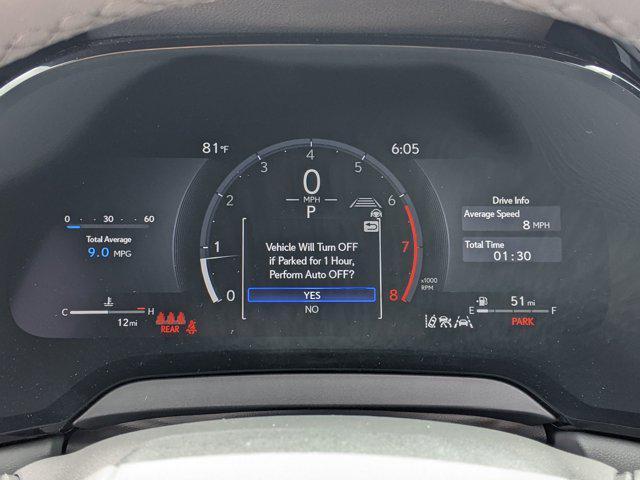 81°F
6:05
4
3
5
2
6
1
7
0
8
0
MPH
P
x1000
RPM
0 30 60
Total Average
9.0 MPG
Drive Info
Average Speed
8 MPH
Total Time
01:30
Vehicle Will Turn OFF
if Parked for 1 Hour,
Perform Auto OFF?
YES
NO
C H
12 mi
REAR
51 mi
E F
PARK